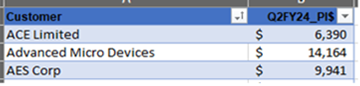 Customer Q2FY24_PI$
ACE Limited $ 6,390
Advanced Micro Devices $ 14,164
AES Corp $ 9,941